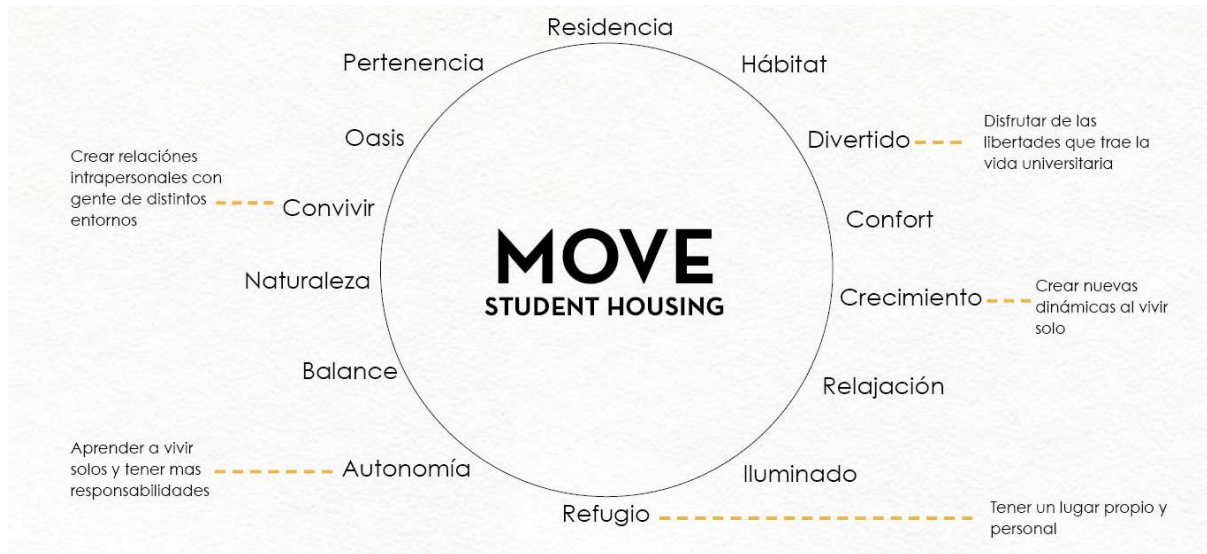 Residencia
Pertenencia
Hábitat
Oasis
Divertido
Disfrutar de las
libertades que trae la
vida universitaria
Crear relaciónes
intrapersonales con
gente de distintos
entornos
Convivir
Confort
MOVE
STUDENT HOUSING
Naturaleza
Crecimiento
Crear nuevas
dinámicas al vivir
solo
Balance
Relajación
Aprender a vivir
solos y tener mas
responsabilidades
Autonomía
Iluminado
Refugio
Tener un lugar propio y
personal